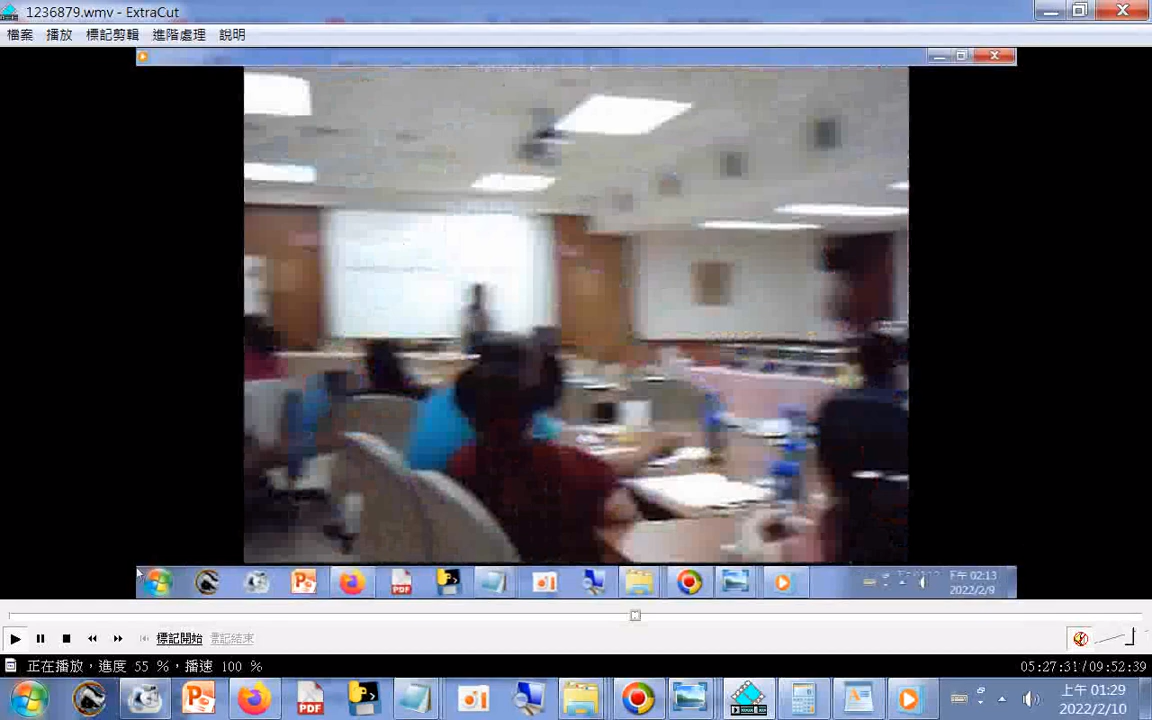 1236879.wmv - ExtraCut
檔案 播放 標記剪輯 進階處理 說明
下午 02:13
2022/2/9
標記開始 標記結束
正在播放，進度 55 %，播速 100 %
05:27:31/09:52:39
PDF
上午 01:29
2022/2/10